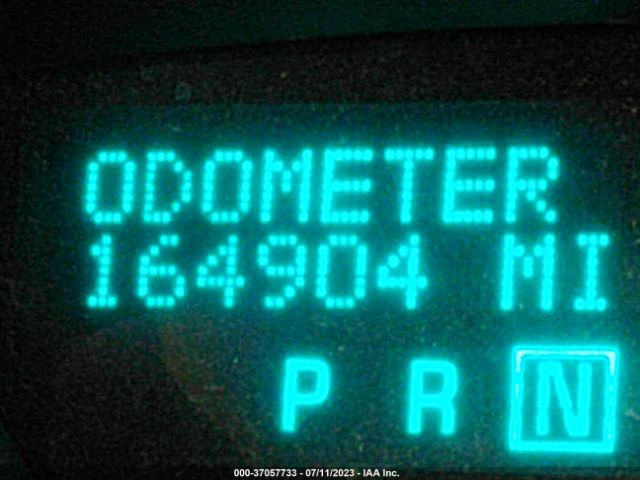 ODOMETER
164904 MI
P R N
000-37057733 - 07/11/2023 - IAA Inc.